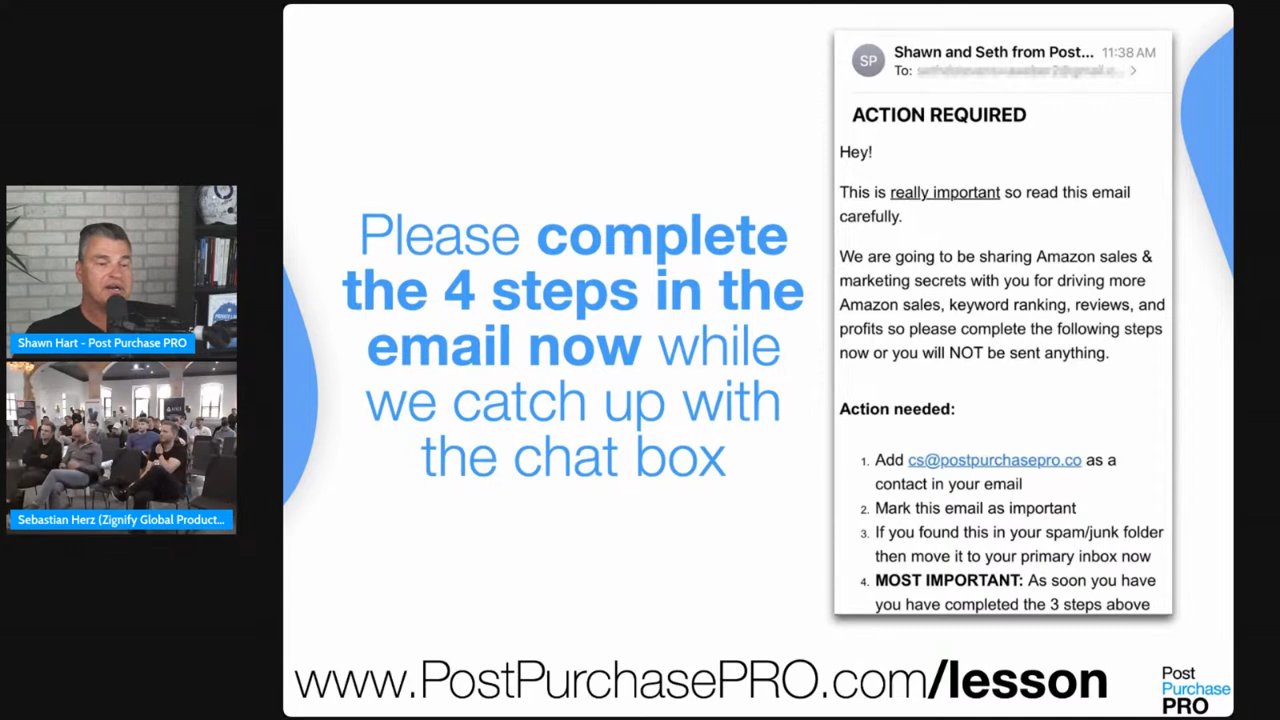 Shawn Hart - Post Purchase PRO
Sebastian Herz (Zignify Global Product...
Please complete
the 4 steps in the
email now while
we catch up with
the chat box
SP
Shawn and Seth from Post... 11:38 AM
To:
ACTION REQUIRED
Hey!
This is really important so read this email
carefully.
We are going to be sharing Amazon sales &
marketing secrets with you for driving more
Amazon sales, keyword ranking, reviews, and
profits so please complete the following steps
now or you will NOT be sent anything.
Action needed:
1. Add cs@postpurchasepro.co as a
contact in your email
2. Mark this email as important
3. If you found this in your spam/junk folder
then move it to your primary inbox now
4. MOST IMPORTANT: As soon you have
you have completed the 3 steps above
www.PostPurchasePRO.com/lesson
Post
Purchase
PRO